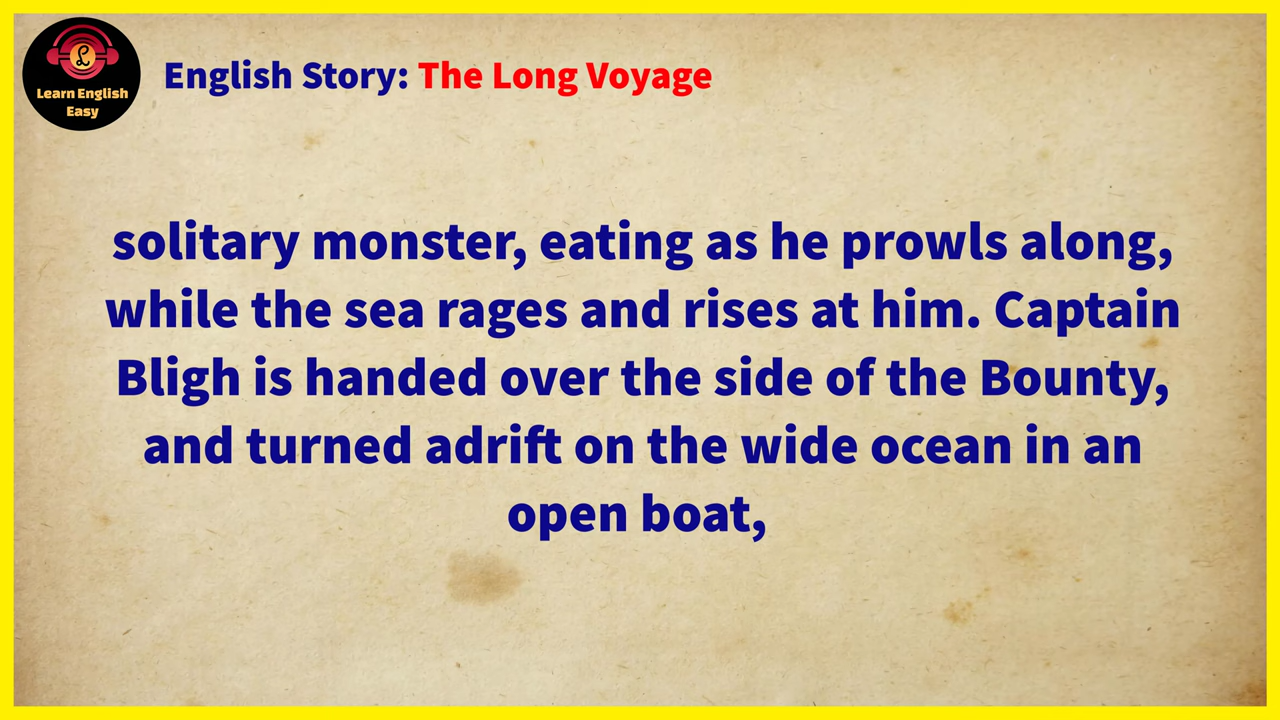 Learn English
Easy
English Story: The Long Voyage
solitary monster, eating as he prowls along,
while the sea rages and rises at him. Captain
Bligh is handed over the side of the Bounty,
and turned adrift on the wide ocean in an
open boat,